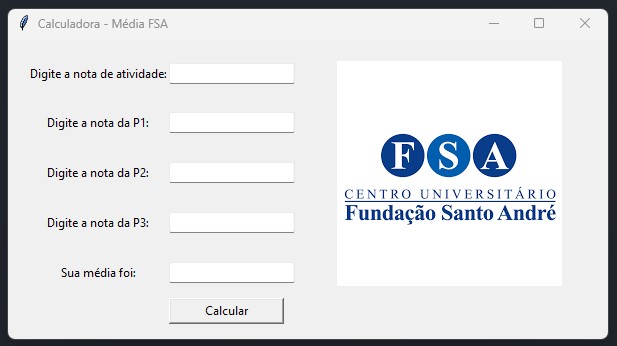 Calculadora - Média FSA
Digite a nota de atividade:
Digite a nota da P1:
Digite a nota da P2:
Digite a nota da P3:
Sua média foi:
Calcular
FSA
CENTRO UNIVERSITÁRIO
Fundação Santo André